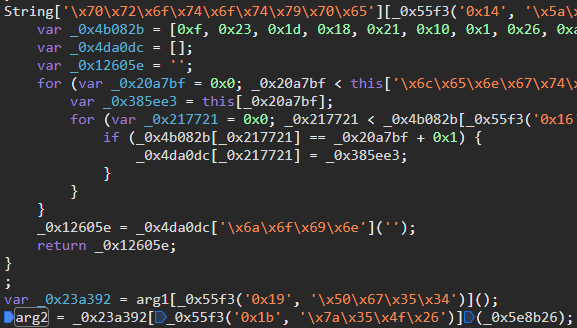 String['\x70\x72\x6f\x74\x6f\x74\x79\x70\x65'][_0x55f3('0x14', '\x5a\x
var _0x4b082b = [0xf, 0x23, 0x1d, 0x18, 0x21, 0x10, 0x1, 0x26, 0xa
var _0x4da0dc = [];
var _0x12605e = '';
for (var _0x20a7bf = 0x0; _0x20a7bf < this['\x6c\x65\x6e\x67\x74\
var _0x385ee3 = this[_0x20a7bf];
for (var _0x217721 = 0x0; _0x217721 < _0x4b082b[_0x55f3('0x16
if (_0x4b082b[_0x217721] == _0x20a7bf + 0x1) {
_0x4da0dc[_0x217721] = _0x385ee3;
}
}
}
_0x12605e = _0x4da0dc['\x6a\x6f\x69\x6e']('');
return _0x12605e;
}
;
var _0x23a392 = arg1[_0x55f3('0x19', '\x50\x67\x35\x34')]();
arg2 = _0x23a392[_0x55f3('0x1b', '\x7a\x35\x4f\x26')](_0x5e8b26);